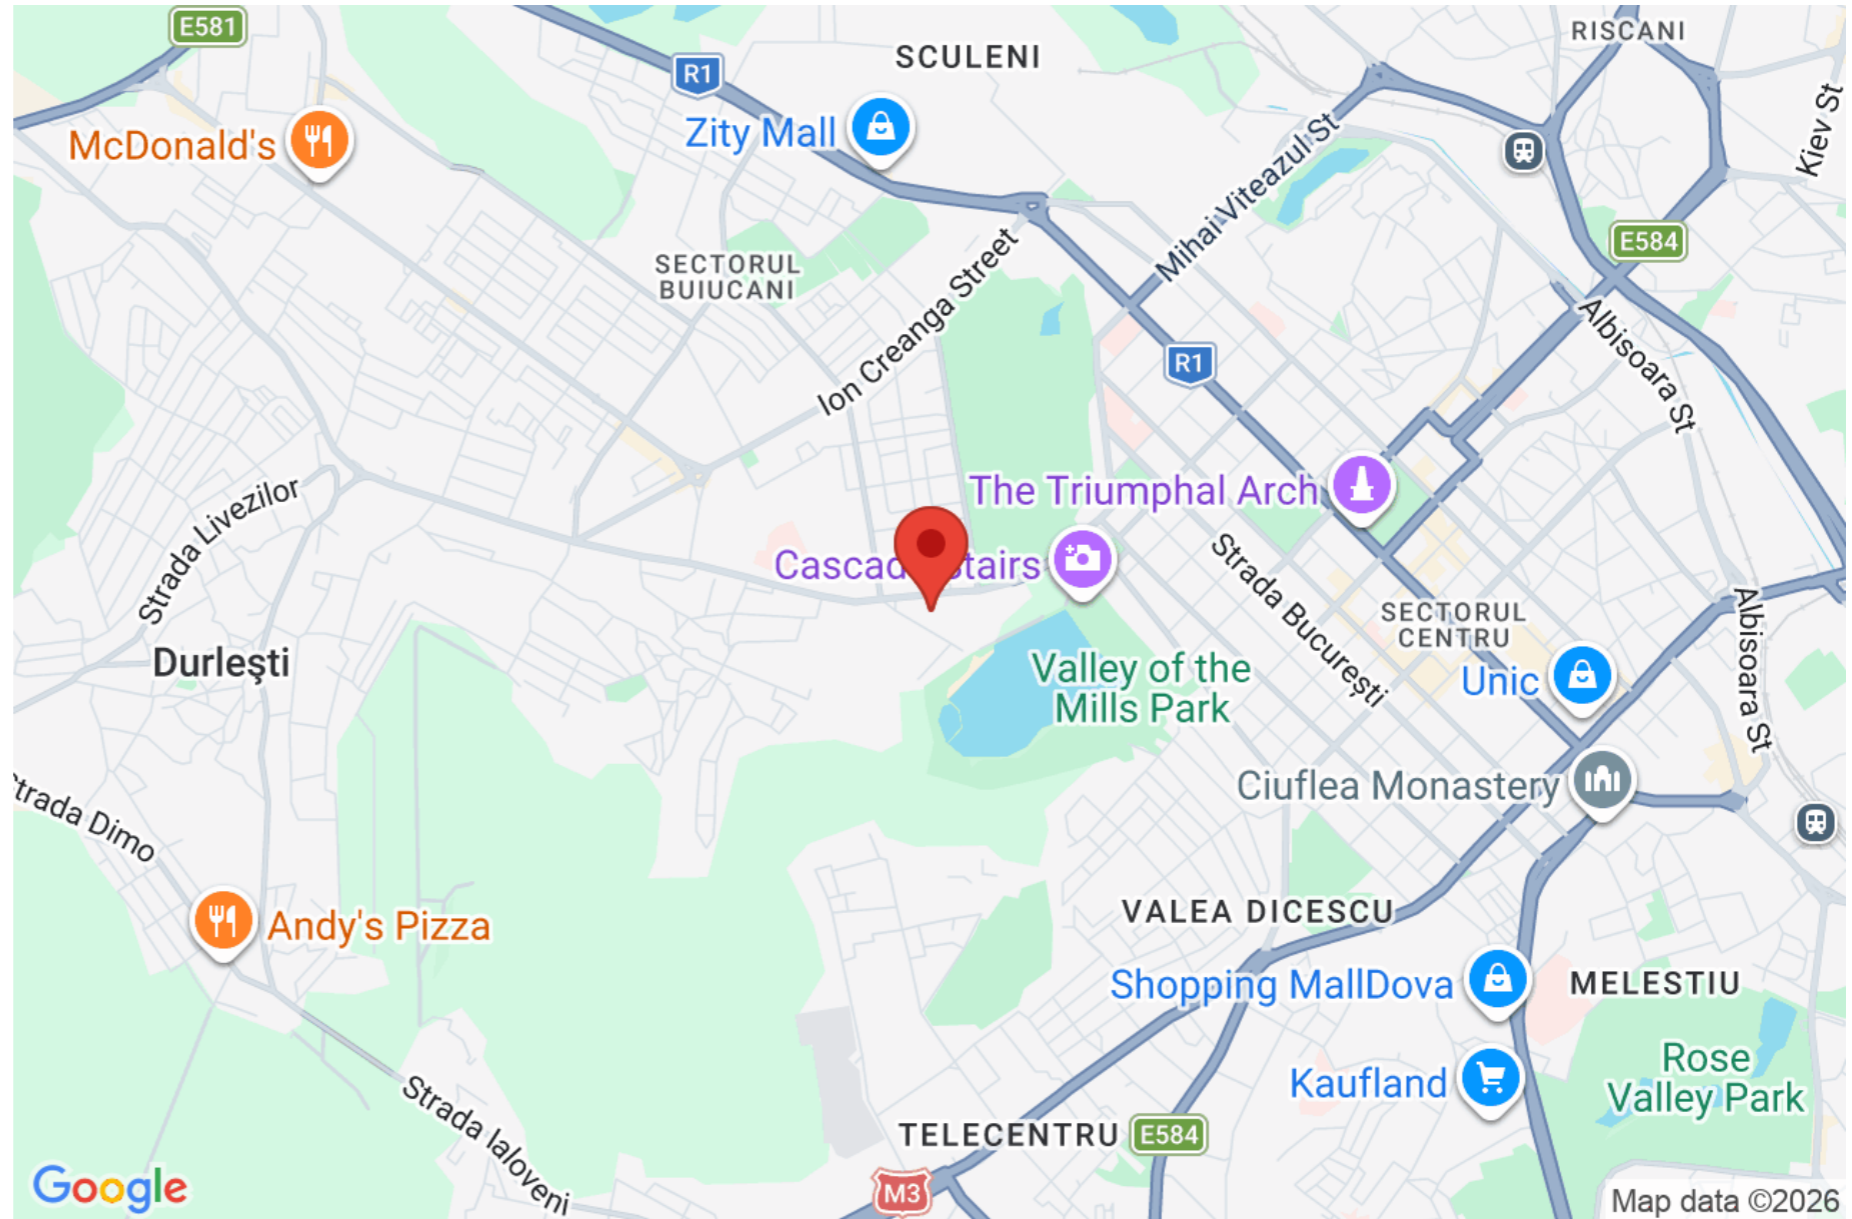 E581
R1
SCULENI
RISCANI
McDonald's
Zity Mall
Kiev St
Mihai Viteazul St
E584
SECTORUL
BUIUCANI
Ion Creanga Street
Albisoara St
R1
Strada Livezilor
The Triumphal Arch
Stairs
Strada București
SECTORUL
CENTRU
Albisoara St
Durleşti
Valley of the
Mills Park
Unic
Ciuflea Monastery
Dimo
VALEA DICESCU
Andy's Pizza
Shopping MallDova
MELESTIU
Rose
Valley Park
Kaufland
Strada Ialoveni
TELECENTRU
E584
M3
Google
Map data ©2026